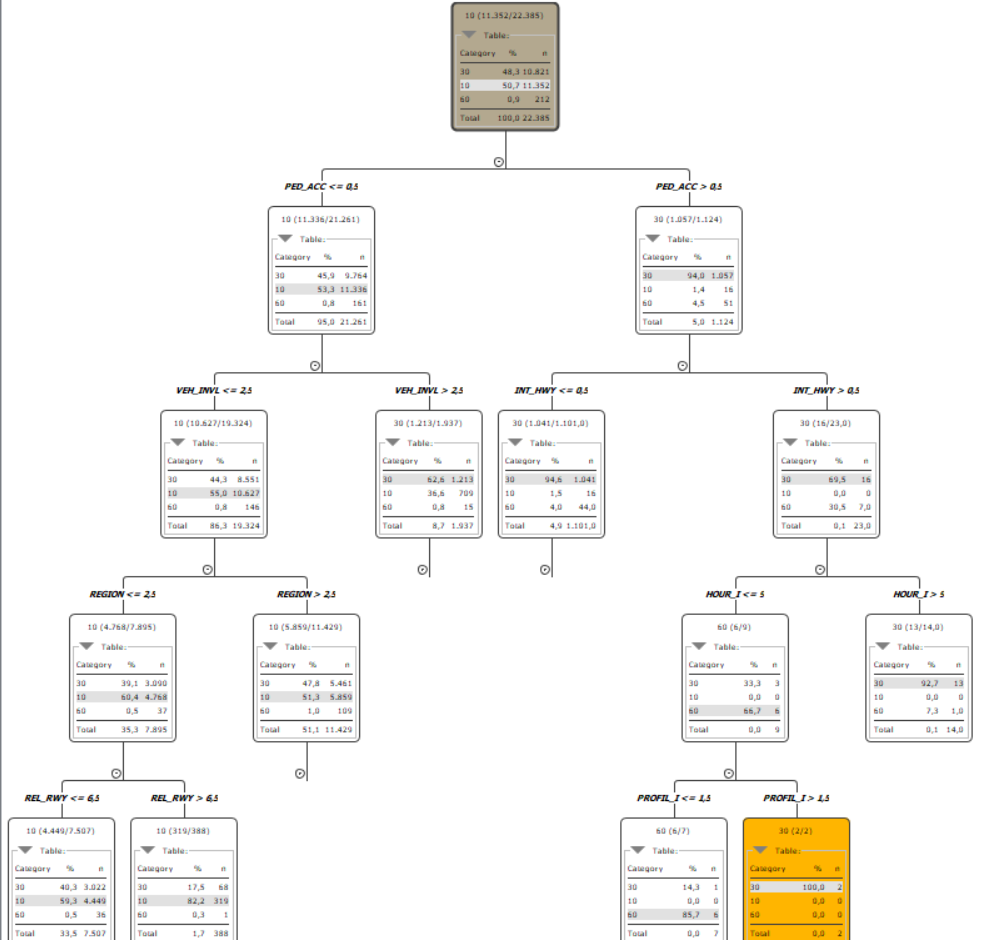 10 (11.352/22.385)
Table:
Category % n
30 48,3 10.821
10 50,7 11.352
60 0,9 212
Total 100,0 22.385
PED_ACC <= 0,5
PED_ACC > 0,5
10 (11.336/21.261)
Table:
Category % n
30 45,9 9.764
10 53,3 11.336
60 0,8 161
Total 95,0 21.261
30 (1.057/1.124)
Table:
Category % n
30 94,0 1.057
10 1,4 16
60 4,5 51
Total 5,0 1.124
VEH_INVL <= 2,5
VEH_INVL > 2,5
INT_HWY <= 0,5
INT_HWY > 0,5
10 (10.627/19.324)
Table:
Category % n
30 44,3 8.551
10 55,0 10.627
60 0,8 146
Total 86,3 19.324
30 (1.213/1.937)
Table:
Category % n
30 62,6 1.213
10 36,6 709
60 0,8 15
Total 8,7 1.937
30 (1.041/1.101,0)
Table:
Category % n
30 94,6 1.041
10 1,5 16
60 4,0 44,0
Total 4,9 1.101,0
30 (16/23,0)
Table:
Category % n
30 69,5 16
10 0,0 0
60 30,5 7,0
Total 0,1 23,0
REGION <= 2,5
REGION > 2,5
HOUR_I <= 5
HOUR_I > 5
10 (4.768/7.895)
Table:
Category % n
30 39,1 3.090
10 60,4 4.768
60 0,5 37
Total 35,3 7.895
10 (5.859/11.429)
Table:
Category % n
30 47,8 5.461
10 51,3 5.859
60 1,0 109
Total 51,1 11.429
60 (6/9)
Table:
Category % n
30 33,3 3
10 0,0 0
60 66,7 6
Total 0,0 9
30 (13/14,0)
Table:
Category % n
30 92,7 13
10 0,0 0
60 7,3 1,0
Total 0,1 14,0
REL_RWY <= 6,5
REL_RWY > 6,5
PROFIL_I <= 1,5
PROFIL_I > 1,5
10 (4.449/7.507)
Table:
Category % n
30 40,3 3.022
10 59,3 4.449
60 0,5 36
Total 33,5 7.507
10 (319/388)
Table:
Category % n
30 17,5 68
10 82,2 319
60 0,3 1
Total 1,7 388
60 (6/7)
Table:
Category % n
30 14,3 1
10 0,0 0
60 85,7 6
Total 0,0 7
30 (2/2)
Table:
Category % n
30 100,0 2
10 0,0 0
60 0,0 0
Total 0,0 2